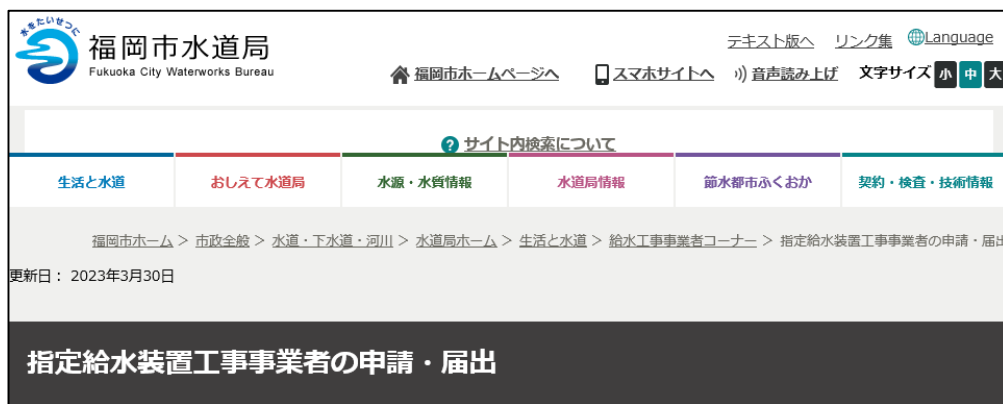 水をたいせつに
福岡市水道局
Fukuoka City Waterworks Bureau
テキスト版へ リンク集 Language
福岡市ホームページへ スマホサイトへ 音声読み上げ 文字サイズ 小 中 大
? サイト内検索について
生活と水道 おしえて水道局 水源・水質情報 水道局情報 節水都市ふくおか 契約・検査・技術情報
福岡市ホーム > 市政全般 > 水道・下水道・河川 > 水道局ホーム > 生活と水道 > 給水工事事業者コーナー > 指定給水装置工事事業者の申請・届出
更新日： 2023年3月30日
指定給水装置工事事業者の申請・届出